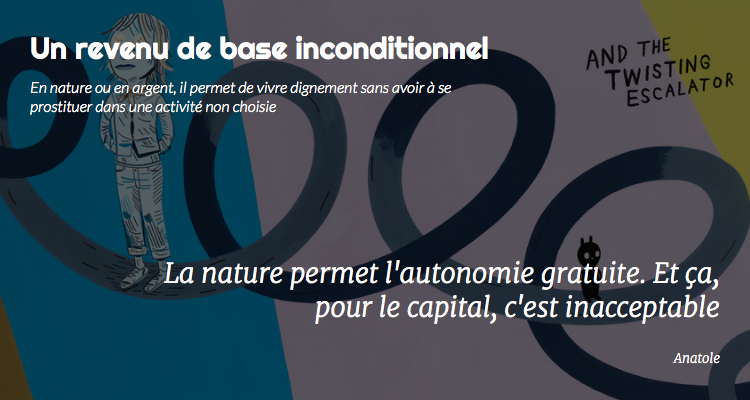 Un revenu de base inconditionnel
En nature ou en argent, il permet de vivre dignement sans avoir à se
prostituer dans une activité non choisie
AND THE
TWISTING
ESCALATOR
La nature permet l'autonomie gratuite. Et ça,
pour le capital, c'est inacceptable
Anatole